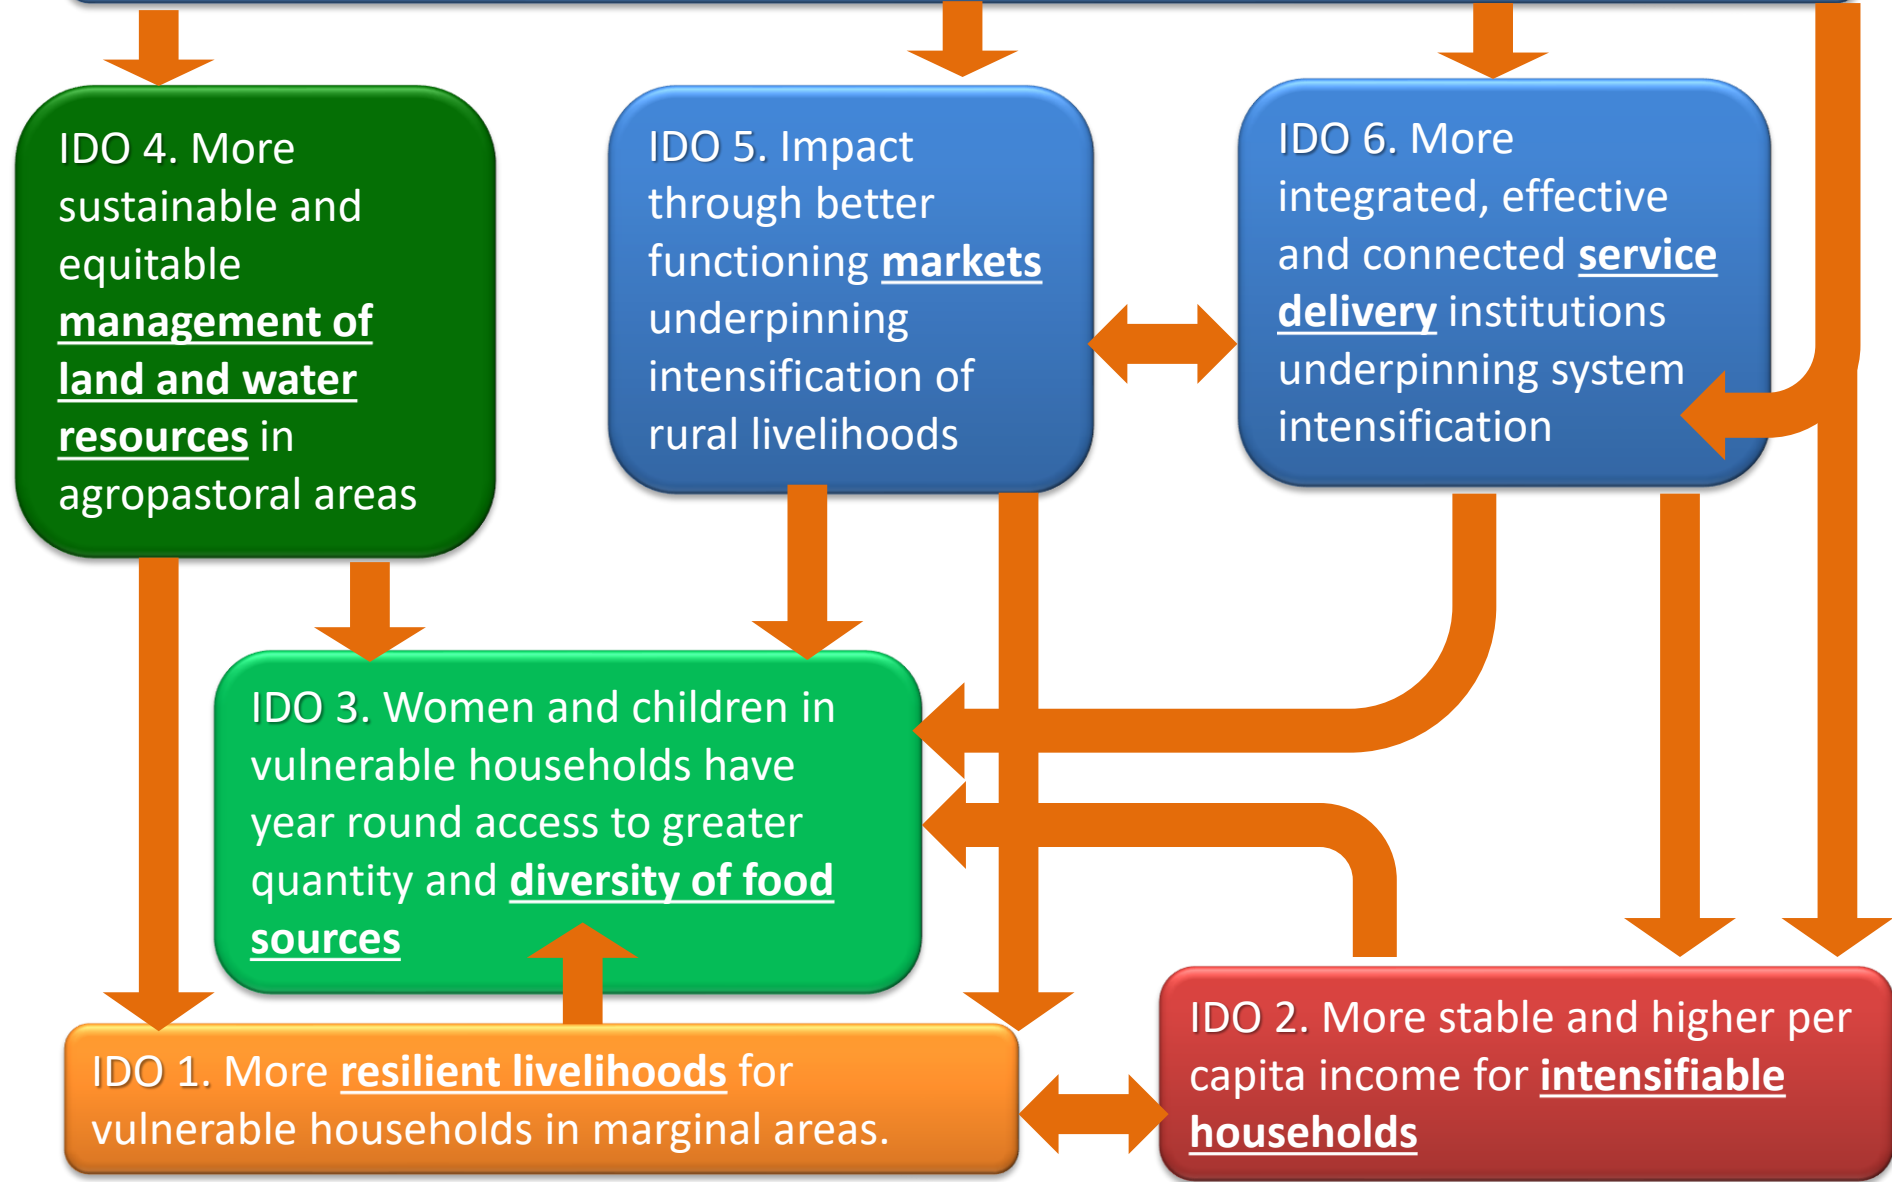 IDO 4. More
sustainable and
equitable
management of
land and water
resources in
agropastoral areas
IDO 5. Impact
through better
functioning markets
underpinning
intensification of
rural livelihoods
IDO 6. More
integrated, effective
and connected service
delivery institutions
underpinning system
intensification
IDO 3. Women and children in
vulnerable households have
year round access to greater
quantity and diversity of food
sources
IDO 1. More resilient livelihoods for
vulnerable households in marginal areas.
IDO 2. More stable and higher per
capita income for intensifiable
households